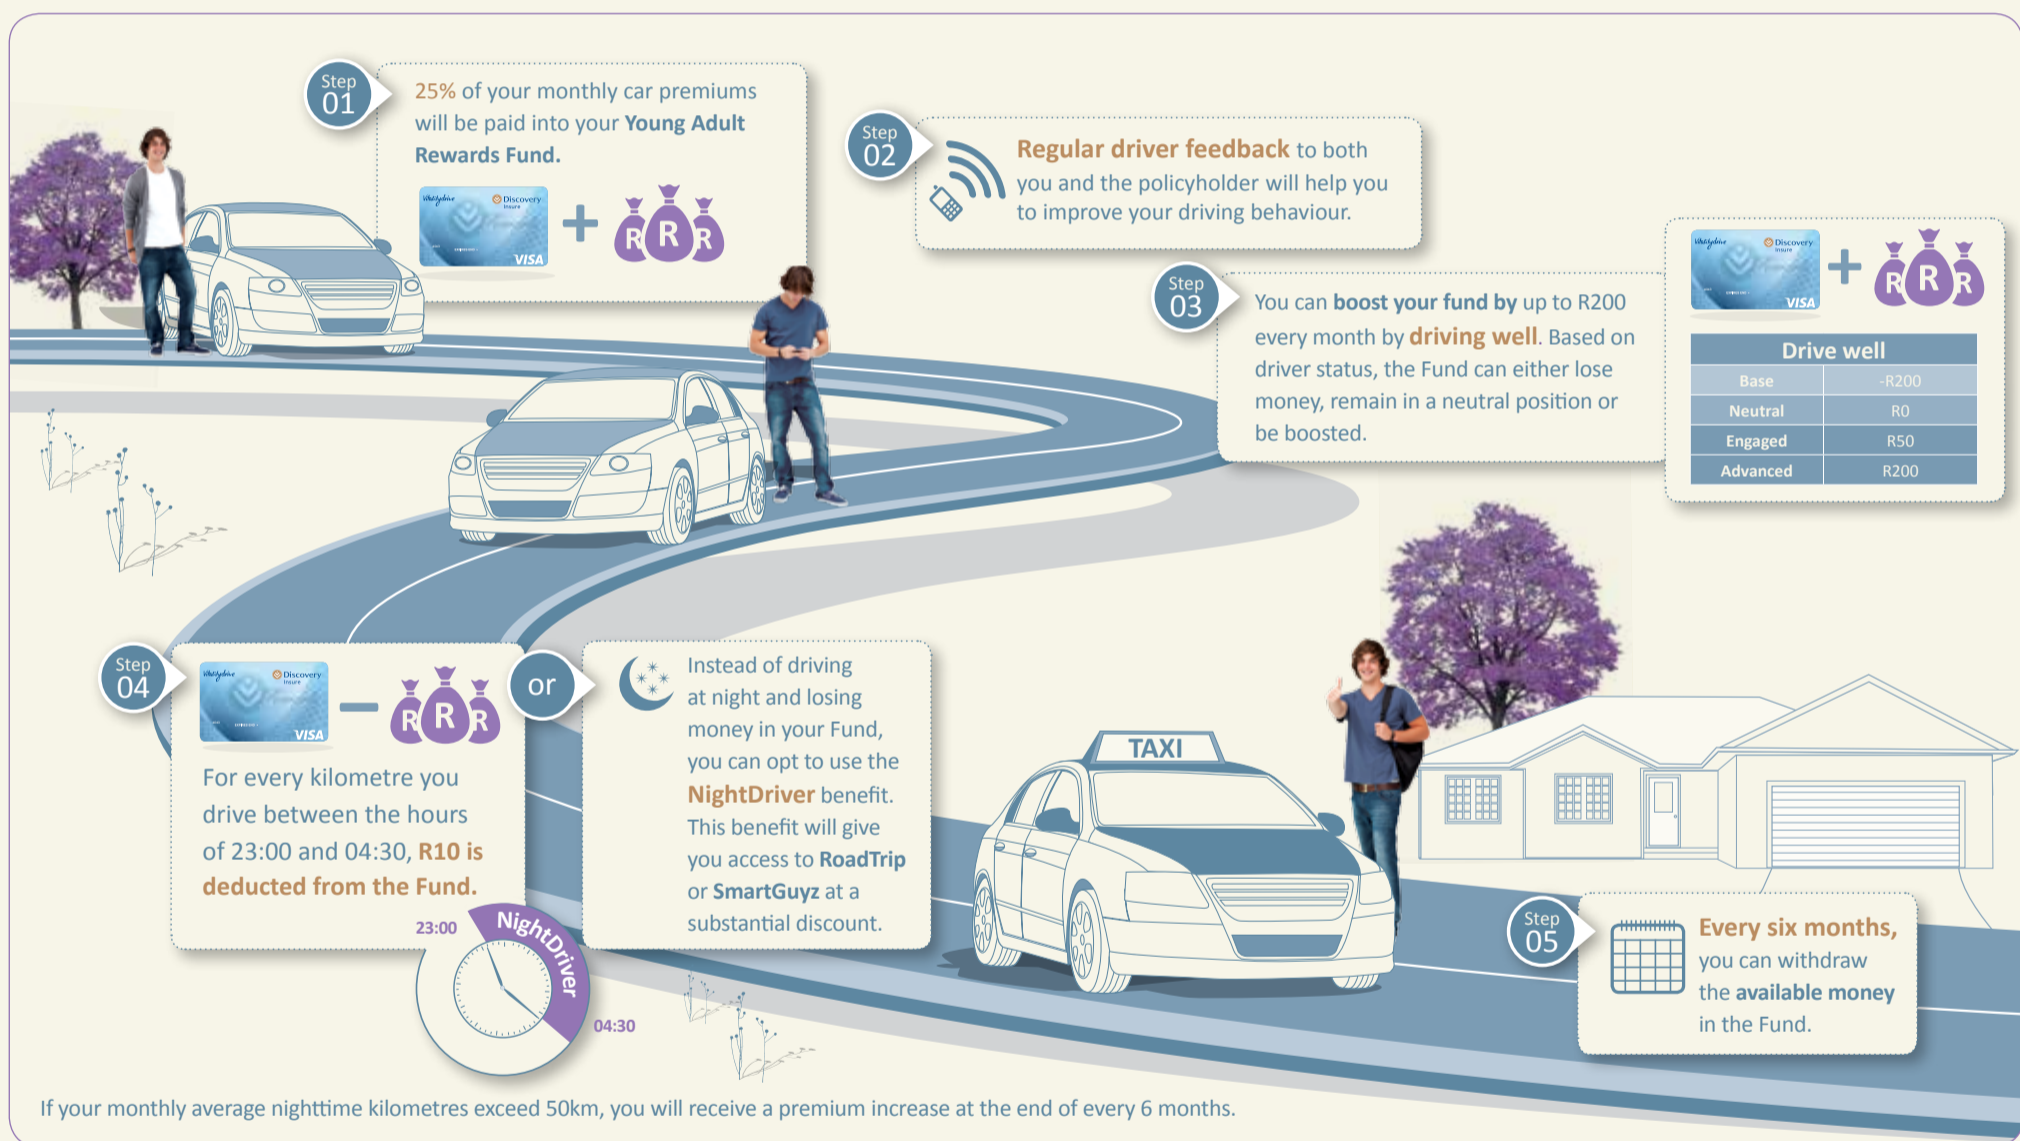 Step
01
25% of your monthly car premiums
will be paid into your Young Adult
Rewards Fund.
Vitalitydrive
Discovery
Insure
VISA
+
R R R
Step
02
Regular driver feedback to both
you and the policyholder will help you
to improve your driving behaviour.
Step
03
You can boost your fund by up to R200
every month by driving well. Based on
driver status, the Fund can either lose
money, remain in a neutral position or
be boosted.
Vitalitydrive
Discovery
Insure
VISA
+
R R R
Drive well
Base -R200
Neutral R0
Engaged R50
Advanced R200
Step
04
Vitalitydrive
Discovery
Insure
VISA
R R R
For every kilometre you
drive between the hours
of 23:00 and 04:30, R10 is
deducted from the Fund.
23:00
NightDriver
04:30
or
Instead of driving
at night and losing
money in your Fund,
you can opt to use the
NightDriver benefit.
This benefit will give
you access to RoadTrip
or SmartGuyz at a
substantial discount.
TAXI
Step
05
Every six months,
you can withdraw
the available money
in the Fund.
If your monthly average nighttime kilometres exceed 50km, you will receive a premium increase at the end of every 6 months.